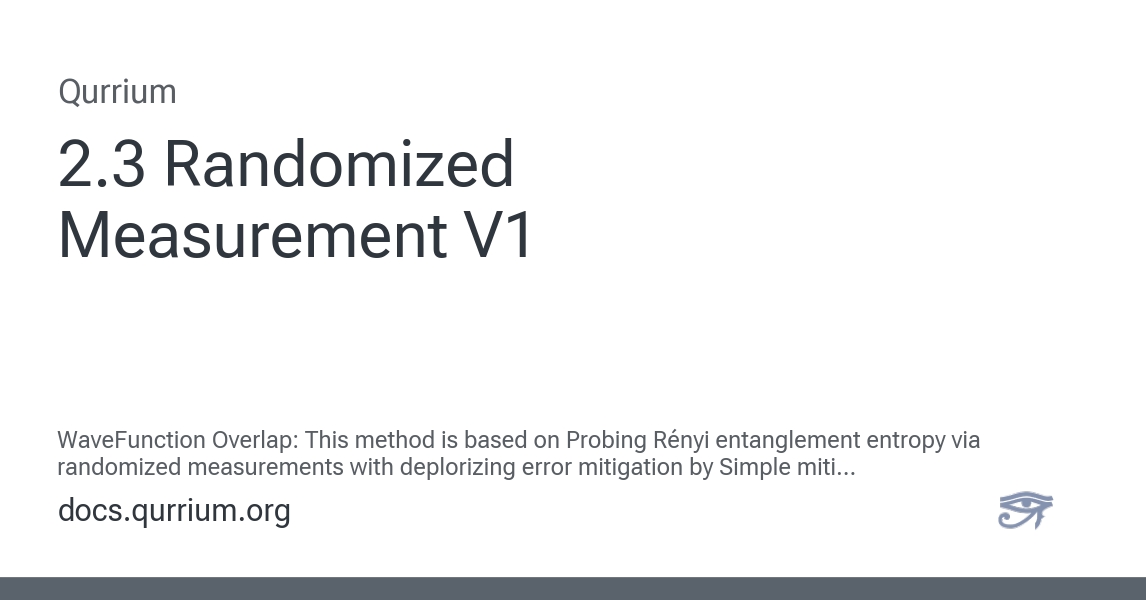 Qurrium
2.3 Randomized
Measurement V1
WaveFunction Overlap: This method is based on Probing Rényi entanglement entropy via
randomized measurements with deplorizing error mitigation by Simple miti...
docs.qurrium.org